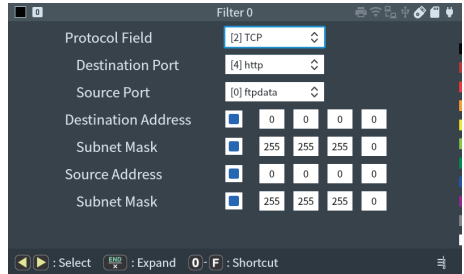 0 Filter 0
Protocol Field [2] TCP
Destination Port [4] http
Source Port [0] ftpdata
Destination Address 0 0 0 0
Subnet Mask 255 255 255 0
Source Address 0 0 0 0
Subnet Mask 255 255 255 0
: Select END × : Expand 0 - F : Shortcut